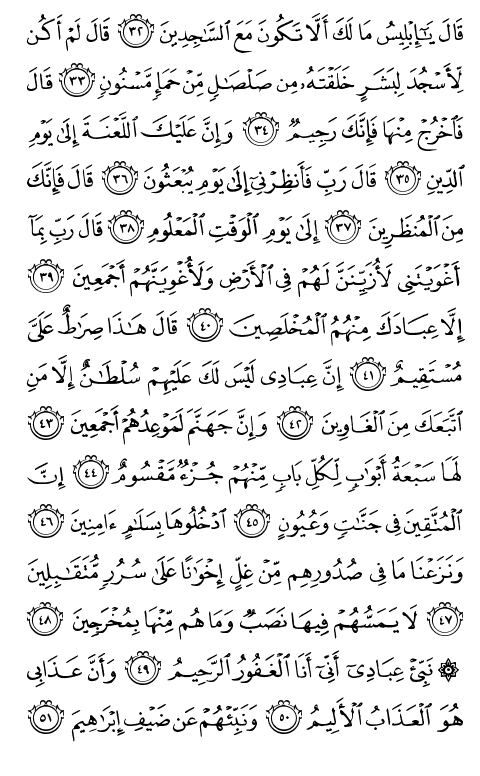 قَالَ يَـٰٓإِبۡلِيسُ مَا لَكَ أَلَّا تَكُونَ مَعَ ٱلسَّـٰجِدِينَ ٣٢ قَالَ لَمۡ أَكُن
لِّأَسۡجُدَ لِبَشَرٍ خَلَقۡتَهُۥ مِن صَلۡصَـٰلٖ مِّنۡ حَمَإٖ مَّسۡنُونٖ ٣٣ قَالَ
فَٱخۡرُجۡ مِنۡهَا فَإِنَّكَ رَجِيمٞ ٣٤ وَإِنَّ عَلَيۡكَ ٱللَّعۡنَةَ إِلَىٰ يَوۡمِ
ٱلدِّينِ ٣٥ قَالَ رَبِّ فَأَنظِرۡنِيٓ إِلَىٰ يَوۡمِ يُبۡعَثُونَ ٣٦ قَالَ فَإِنَّكَ
مِنَ ٱلۡمُنظَرِينَ ٣٧ إِلَىٰ يَوۡمِ ٱلۡوَقۡتِ ٱلۡمَعۡلُومِ ٣٨ قَالَ رَبِّ بِمَآ
أَغۡوَيۡتَنِي لَأُزَيِّنَنَّ لَهُمۡ فِي ٱلۡأَرۡضِ وَلَأُغۡوِيَنَّهُمۡ أَجۡمَعِينَ ٣٩
إِلَّا عِبَادَكَ مِنۡهُمُ ٱلۡمُخۡلَصِينَ ٤٠ قَالَ هَـٰذَا صِرَٰطٌ عَلَيَّ
مُسۡتَقِيمٌ ٤١ إِنَّ عِبَادِي لَيۡسَ لَكَ عَلَيۡهِمۡ سُلۡطَـٰنٌ إِلَّا مَنِ
ٱتَّبَعَكَ مِنَ ٱلۡغَاوِينَ ٤٢ وَإِنَّ جَهَنَّمَ لَمَوۡعِدُهُمۡ أَجۡمَعِينَ ٤٣
لَهَا سَبۡعَةُ أَبۡوَٰبٖ لِّكُلِّ بَابٖ مِّنۡهُمۡ جُزۡءٞ مَّقۡسُومٌ ٤٤ إِنَّ
ٱلۡمُتَّقِينَ فِي جَنَّـٰتٖ وَعُيُونٍ ٤٥ ٱدۡخُلُوهَا بِسَلَـٰمٍ ءَامِنِينَ ٤٦
وَنَزَعۡنَا مَا فِي صُدُورِهِم مِّنۡ غِلٍّ إِخۡوَٰنًا عَلَىٰ سُرُرٖ مُّتَقَـٰبِلِينَ
٤٧ لَا يَمَسُّهُمۡ فِيهَا نَصَبٞ وَمَا هُم مِّنۡهَا بِمُخۡرَجِينَ ٤٨
۞ نَبِّئۡ عِبَادِيٓ أَنِّيٓ أَنَا ٱلۡغَفُورُ ٱلرَّحِيمُ ٤٩ وَأَنَّ عَذَابِي
هُوَ ٱلۡعَذَابُ ٱلۡأَلِيمُ ٥٠ وَنَبِّئۡهُمۡ عَن ضَيۡفِ إِبۡرَٰهِيمَ ٥١